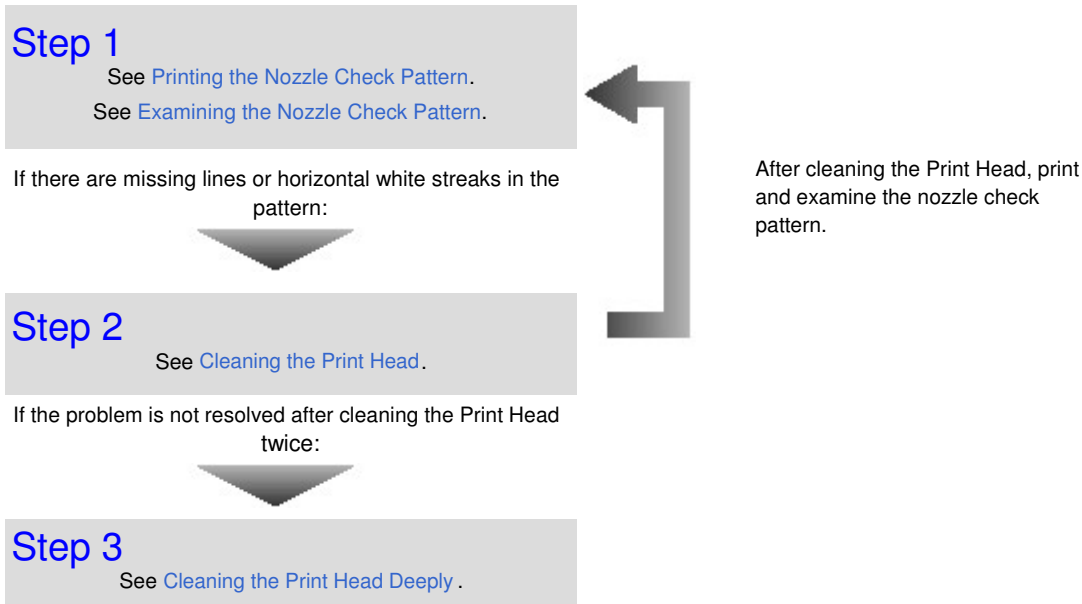 Step 1
See Printing the Nozzle Check Pattern.
See Examining the Nozzle Check Pattern.
If there are missing lines or horizontal white streaks in the
pattern:
After cleaning the Print Head, print
and examine the nozzle check
pattern.
Step 2
See Cleaning the Print Head.
If the problem is not resolved after cleaning the Print Head
twice:
Step 3
See Cleaning the Print Head Deeply .